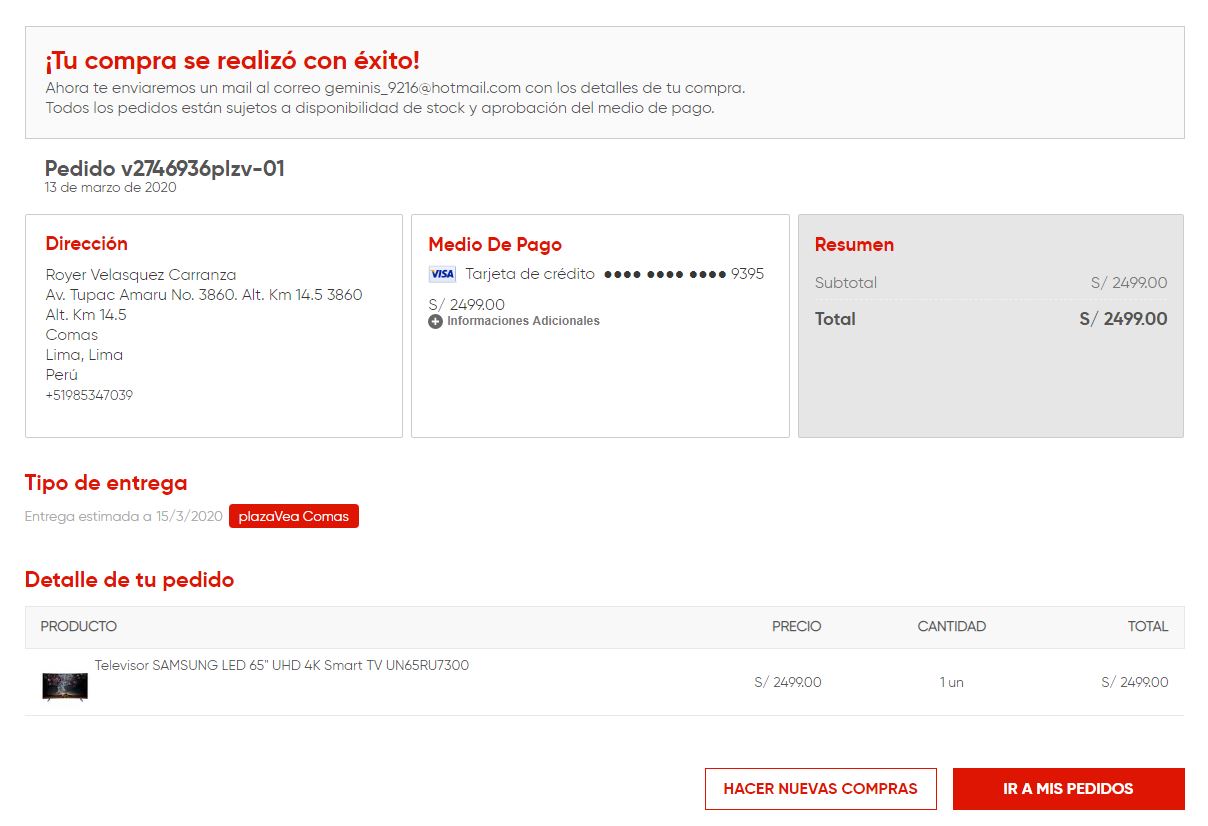 ¡Tu compra se realizó con éxito!
Ahora te enviaremos un mail al correo geminis_9216@hotmail.com con los detalles de tu compra.
Todos los pedidos están sujetos a disponibilidad de stock y aprobación del medio de pago.
Pedido v2746936plzv-01
13 de marzo de 2020
Dirección
Royer Velasquez Carranza
Av. Tupac Amaru No. 3860. Alt. Km 14.5 3860
Alt. Km 14.5
Comas
Lima, Lima
Perú
+51985347039
Medio De Pago
VISA Tarjeta de crédito •••• •••• •••• 9395
S/ 2499.00
Informaciones Adicionales
Resumen
Subtotal S/ 2499.00
Total S/ 2499.00
Tipo de entrega
Entrega estimada a 15/3/2020 plazaVea Comas
Detalle de tu pedido
PRODUCTO PRECIO CANTIDAD TOTAL
Televisor SAMSUNG LED 65" UHD 4K Smart TV UN65RU7300
S/ 2499.00 1 un S/ 2499.00
HACER NUEVAS COMPRAS IR A MIS PEDIDOS